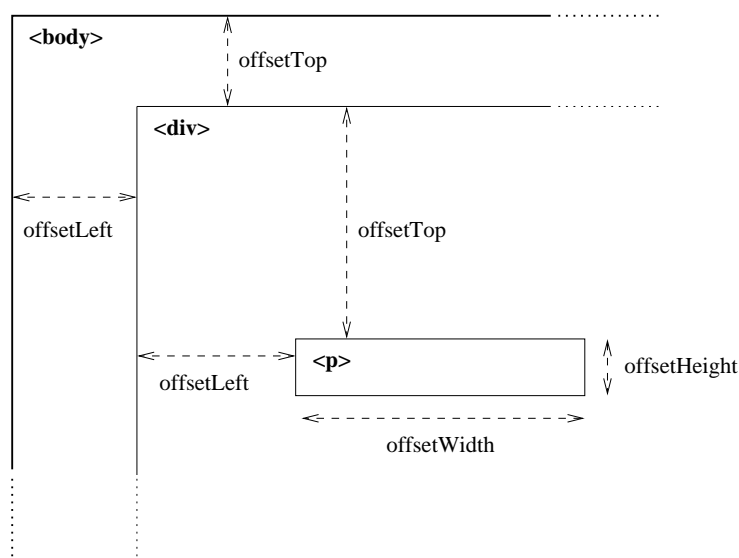 <body>
offsetTop
<div>
offsetLeft
offsetTop
<p>
offsetHeight
offsetLeft
offsetWidth